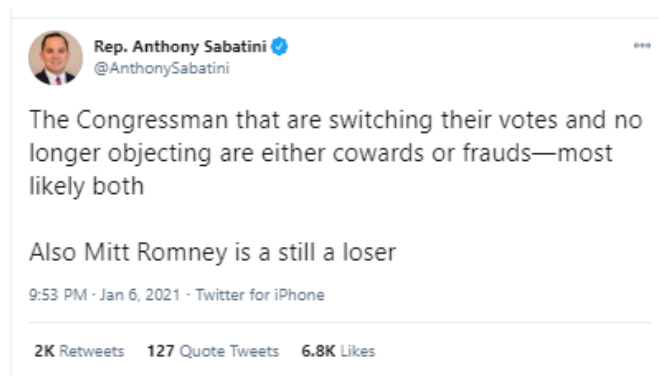 Rep. Anthony Sabatini
@AnthonySabatini
The Congressman that are switching their votes and no
longer objecting are either cowards or frauds—most
likely both
Also Mitt Romney is a still a loser
9:53 PM · Jan 6, 2021 · Twitter for iPhone
2K Retweets 127 Quote Tweets 6.8K Likes